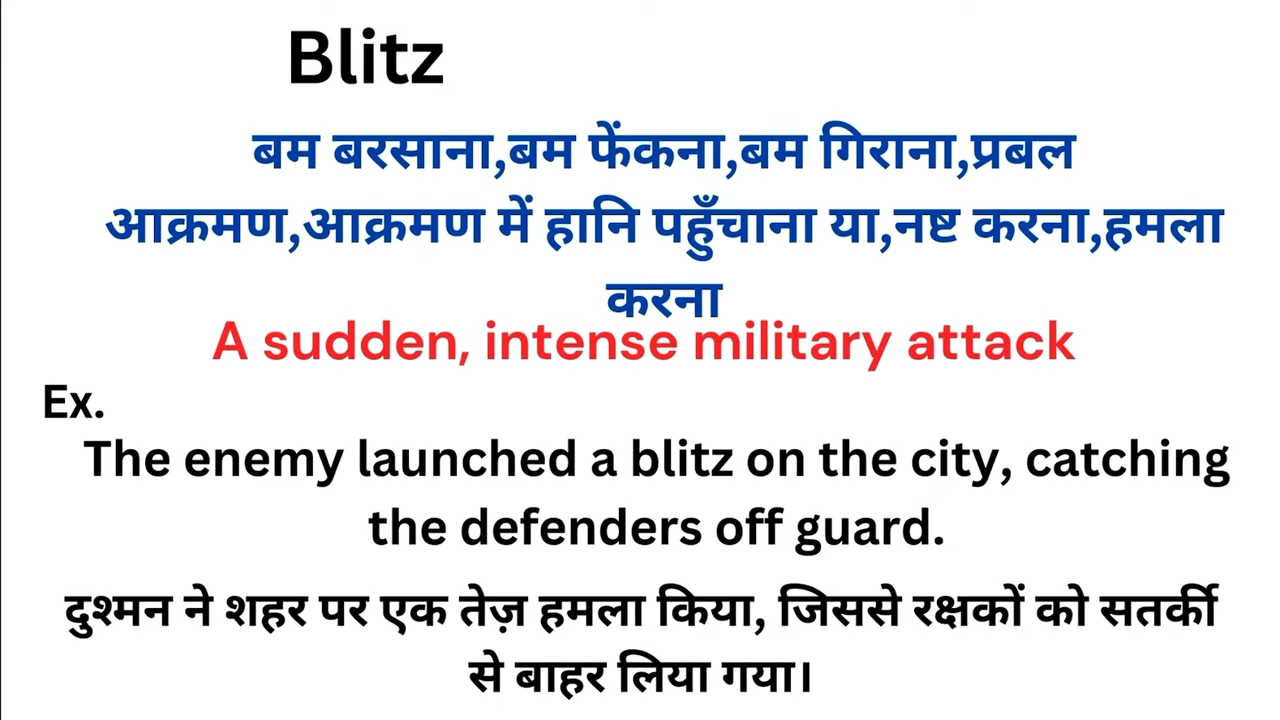 Blitz
बम बरसाना,बम फेंकना,बम गिराना,प्रबल
आक्रमण,आक्रमण में हानि पहुँचाना या,नष्ट करना,हमला
करना
A sudden, intense military attack
Ex.
The enemy launched a blitz on the city, catching
the defenders off guard.
दुश्मन ने शहर पर एक तेज़ हमला किया, जिससे रक्षकों को सतर्की
से बाहर लिया गया।